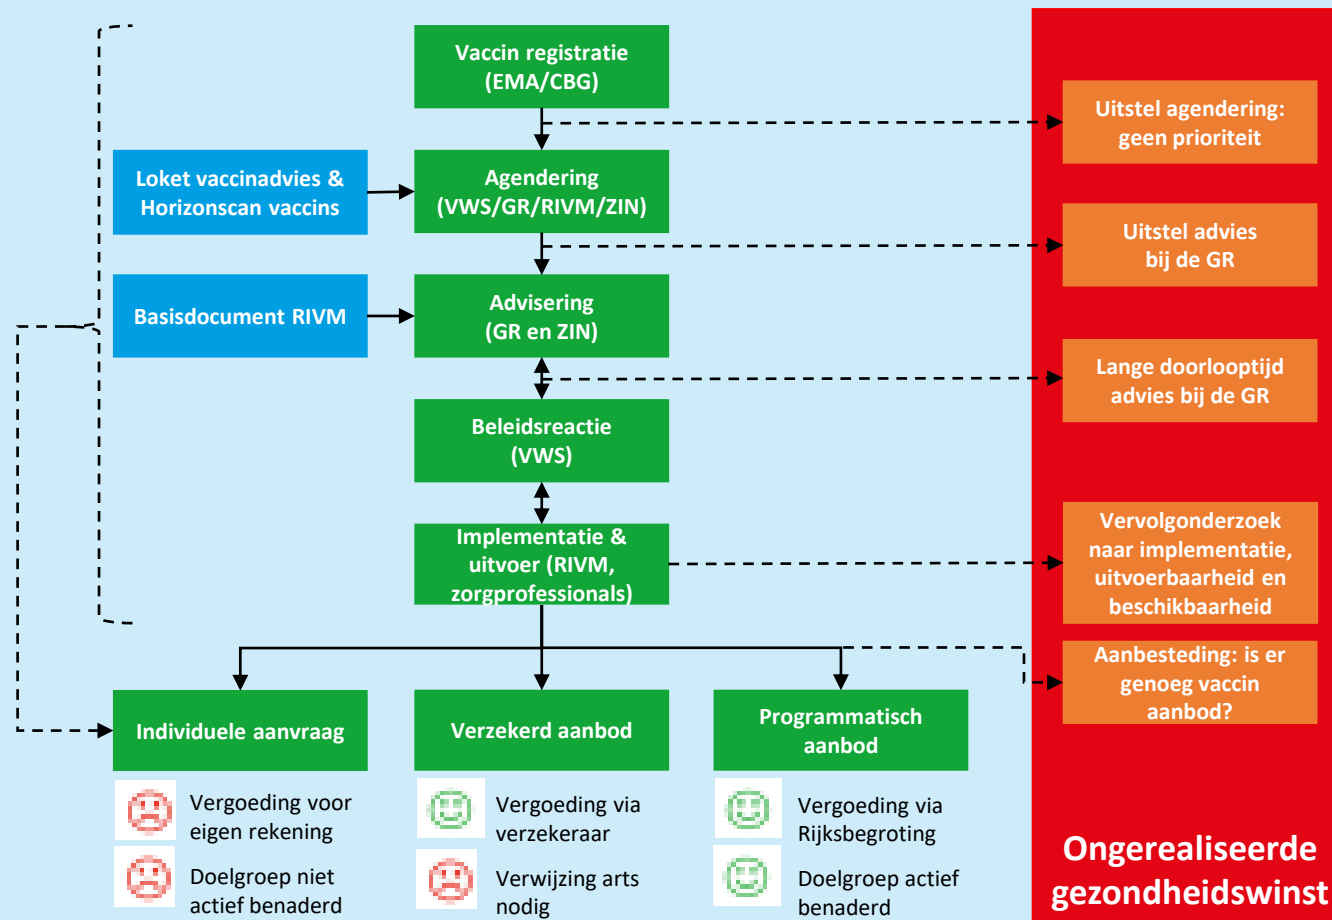 Vaccin registratie
(EMA/CBG)
Uitstel agendering:
geen prioriteit
Loket vaccinadvies &
Horizonscan vaccins
Agendering
(VWS/GR/RIVM/ZIN)
Uitstel advies
bij de GR
Basisdocument RIVM
Advisering
(GR en ZIN)
Lange doorlooptijd
advies bij de GR
Beleidsreactie
(VWS)
Implementatie &
uitvoer (RIVM,
zorgprofessionals)
Vervolgonderzoek
naar implementatie,
uitvoerbaarheid en
beschikbaarheid
Aanbesteding: is er
genoeg vaccin
aanbod?
Individuele aanvraag
Verzekerd aanbod
Programmatisch
aanbod
Vergoeding voor
eigen rekening
Vergoeding via
verzekeraar
Vergoeding via
Rijksbegroting
Doelgroep niet
actief benaderd
Verwijzing arts
nodig
Doelgroep actief
benaderd
Ongerealiseerde
gezondheidswinst